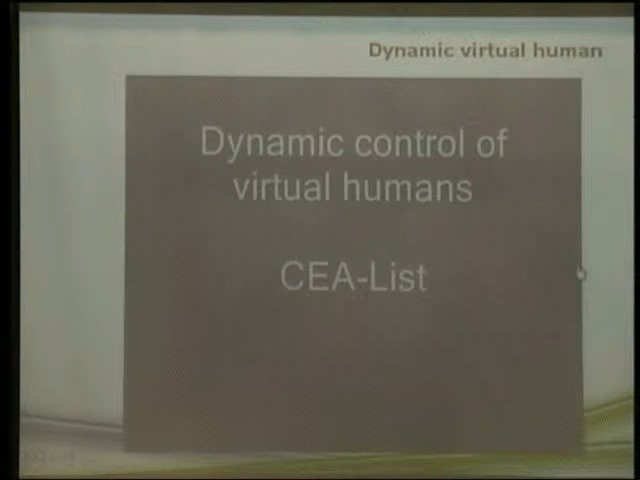 Dynamic virtual human
Dynamic control of
virtual humans
CEA-List